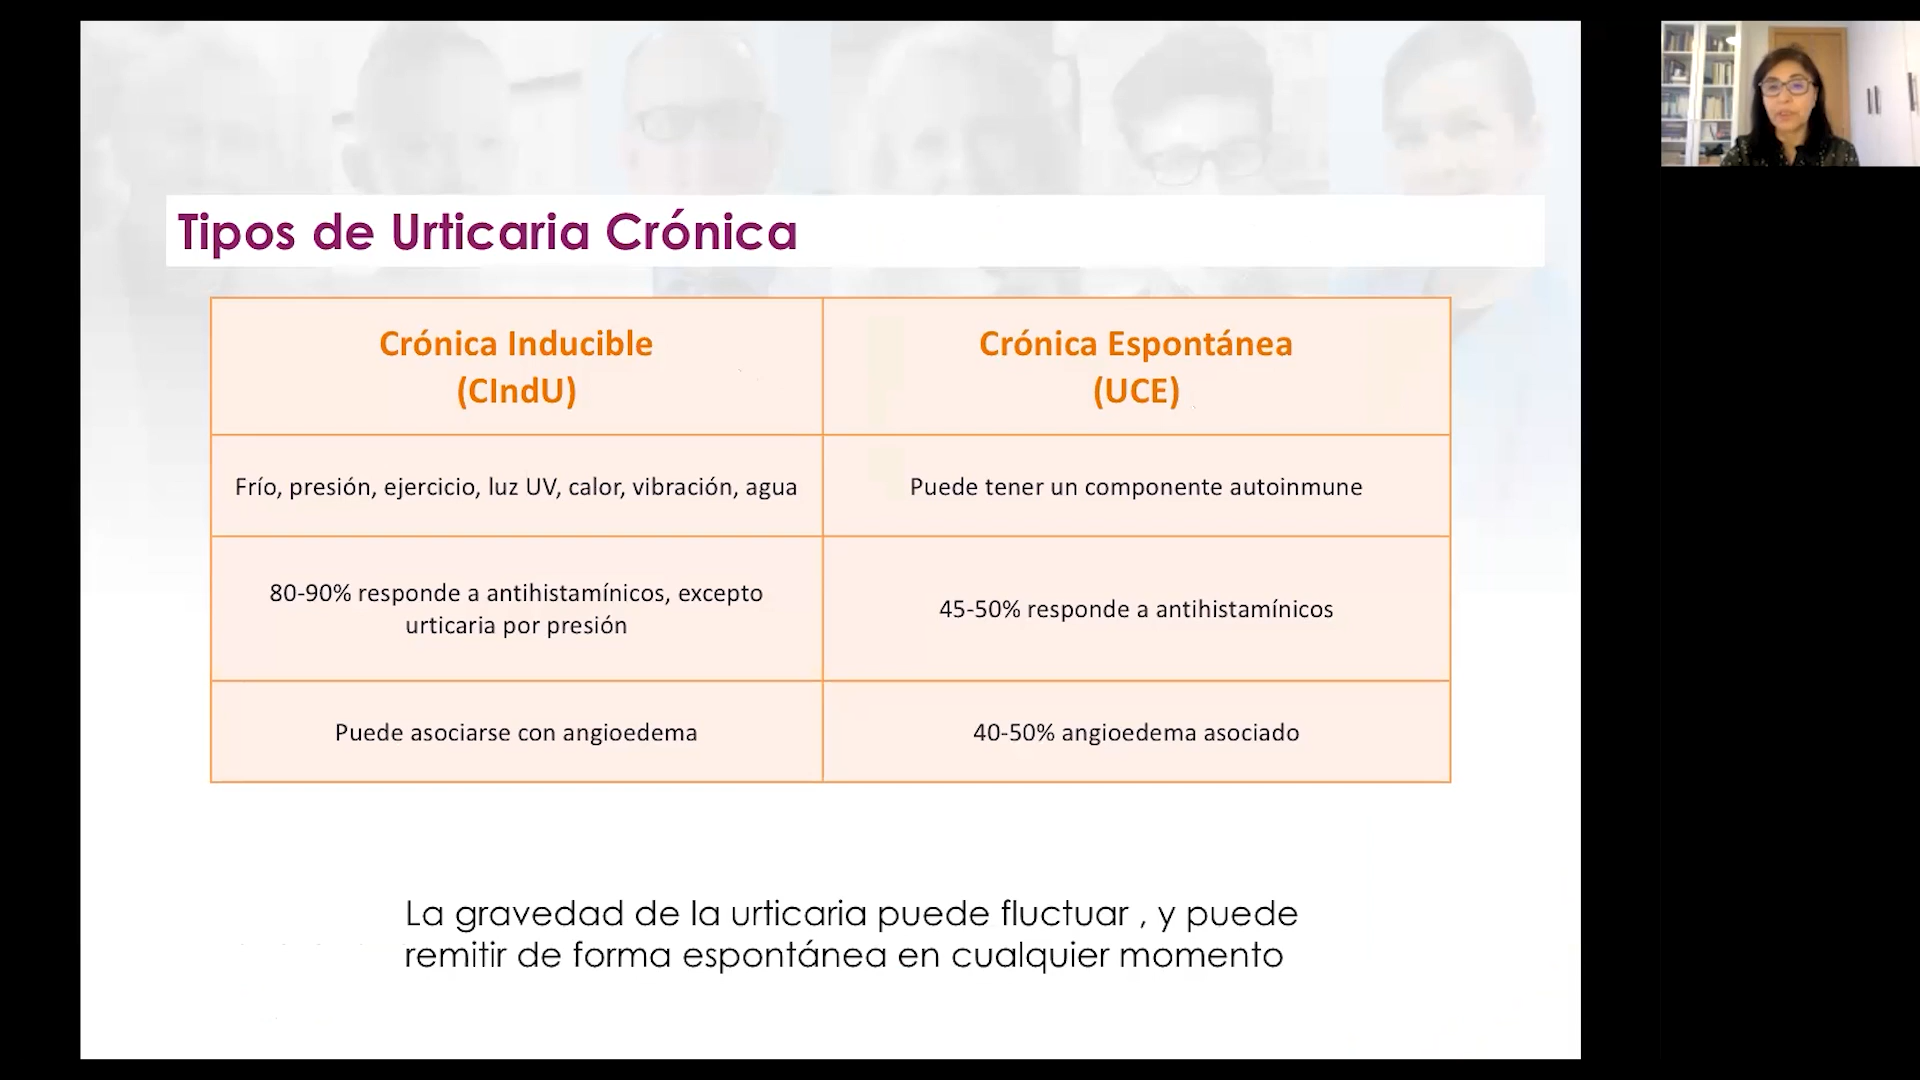 Tipos de Urticaria Crónica
Crónica Inducible
(CIndU)
Crónica Espontánea
(UCE)
Frío, presión, ejercicio, luz UV, calor, vibración, agua
Puede tener un componente autoinmune
80-90% responde a antihistamínicos, excepto
urticaria por presión
45-50% responde a antihistamínicos
Puede asociarse con angioedema
40-50% angioedema asociado
La gravedad de la urticaria puede fluctuar , y puede
remitir de forma espontánea en cualquier momento